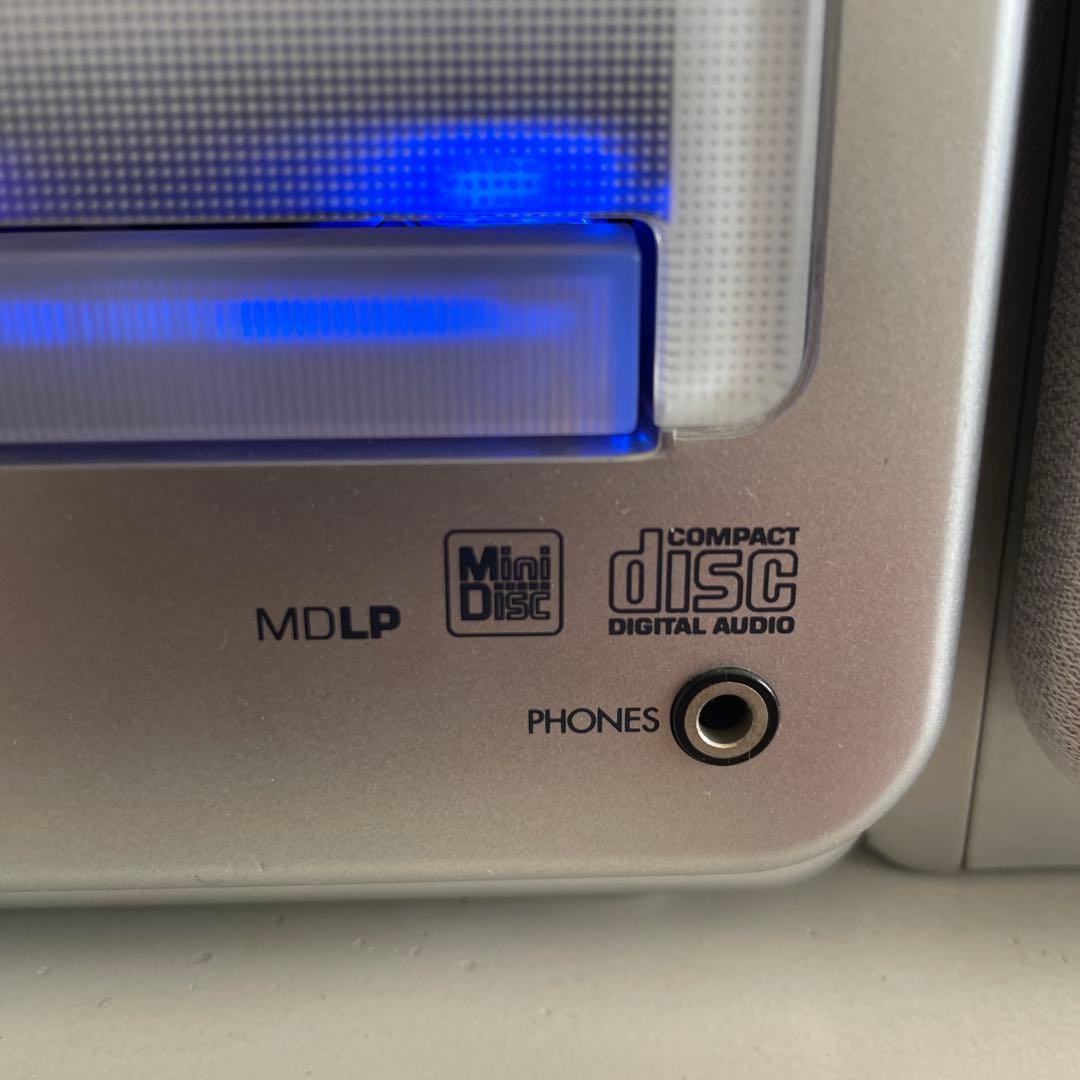 MDLP
Mini
Disc
COMPACT
disc
DIGITAL AUDIO
PHONES